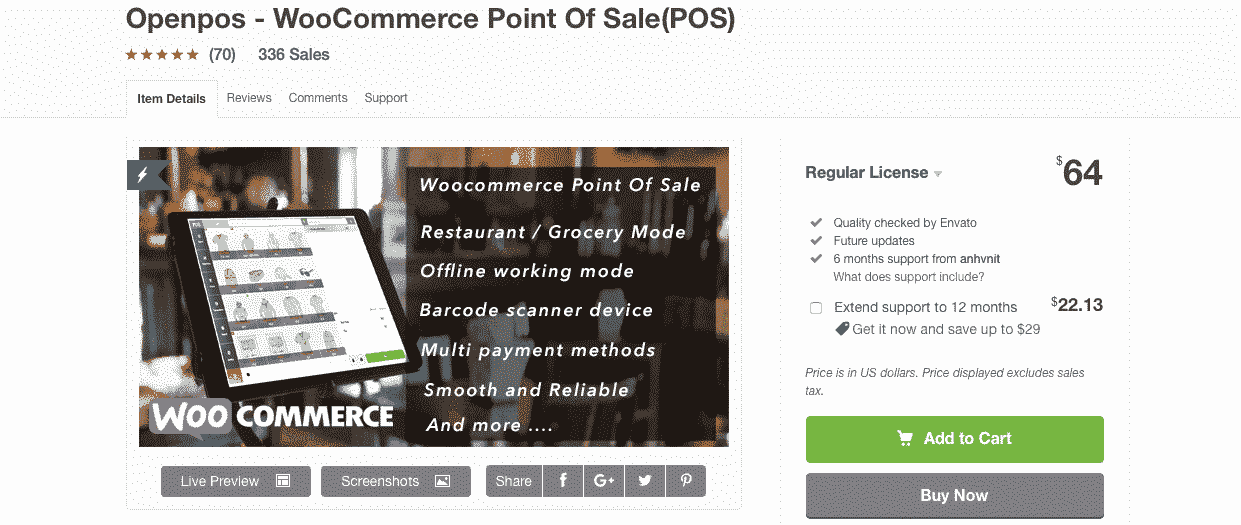 Openpos - WooCommerce Point Of Sale(POS)
(70) 336 Sales
Item Details Reviews Comments Support
Woocommerce Point Of Sale
Restaurant / Grocery Mode
Offline working mode
Barcode scanner device
Multi payment methods
Smooth and Reliable
And more ....
WOOCOMMERCE
Live Preview Screenshots Share f G+
Regular License $64
Quality checked by Envato
Future updates
6 months support from anhvnit
What does support include?
Extend support to 12 months $22.13
Get it now and save up to $29
Price is in US dollars. Price displayed excludes sales
tax.
Add to Cart
Buy Now